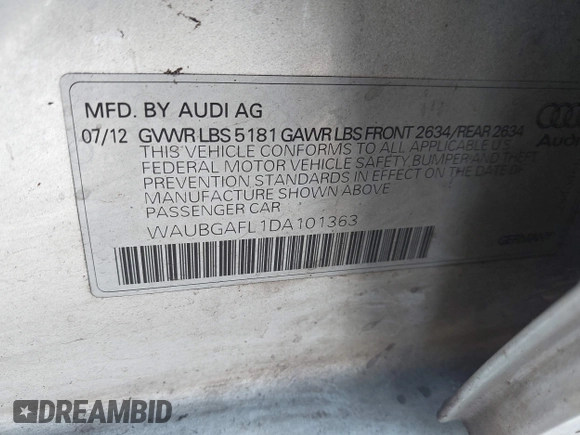 MFD. BY AUDI AG
07/12 GVWR LBS 5181 GAWR LBS FRONT 2634/REAR 2634
THIS VEHICLE CONFORMS TO ALL APPLICABLE U.S.
FEDERAL MOTOR VEHICLE SAFETY, BUMPER AND THEFT
PREVENTION STANDARDS IN EFFECT ON THE DATE OF
MANUFACTURE SHOWN ABOVE
PASSENGER CAR
WAUBGAFL1DA101363
GERMANY
Audi
DREAMBID